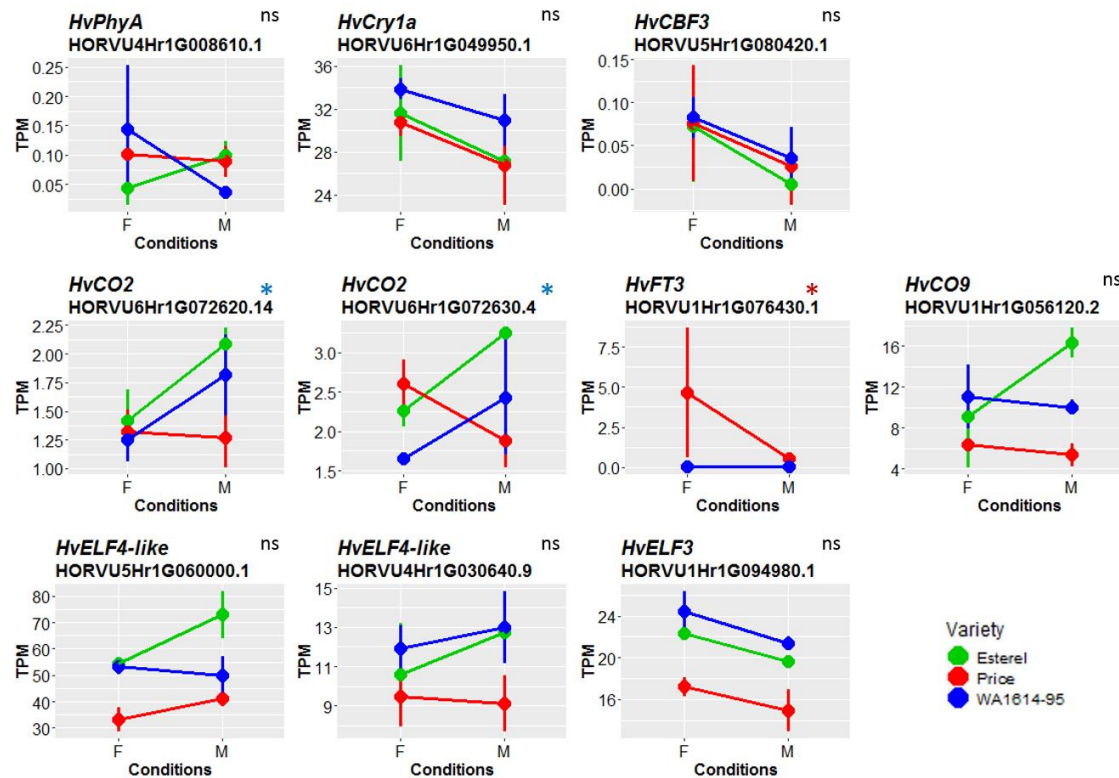 HvPhyA ns
HORVU4Hr1G008610.1
0.25
0.20
0.15
0.10
0.05
TPM
F M
Conditions
HvCry1a ns
HORVU6Hr1G049950.1
36
32
28
24
TPM
F M
Conditions
HvCBF3 ns
HORVU5Hr1G080420.1
0.15
0.10
0.05
0.00
TPM
F M
Conditions
HvCO2 *
HORVU6Hr1G072620.14
2.25
2.00
1.75
1.50
1.25
1.00
TPM
F M
Conditions
HvCO2 *
HORVU6Hr1G072630.4
3.0
2.5
2.0
1.5
TPM
F M
Conditions
HvFT3 *
HORVU1Hr1G076430.1
7.5
5.0
2.5
0.0
TPM
F M
Conditions
HvCO9 ns
HORVU1Hr1G056120.2
16
12
8
4
TPM
F M
Conditions
HvELF4-like ns
HORVU5Hr1G060000.1
80
70
60
50
40
30
TPM
F M
Conditions
HvELF4-like ns
HORVU4Hr1G030640.9
15
13
11
9
TPM
F M
Conditions
HvELF3 ns
HORVU1Hr1G094980.1
24
20
16
TPM
F M
Conditions
Variety
Esterel
Price
WA1614-95